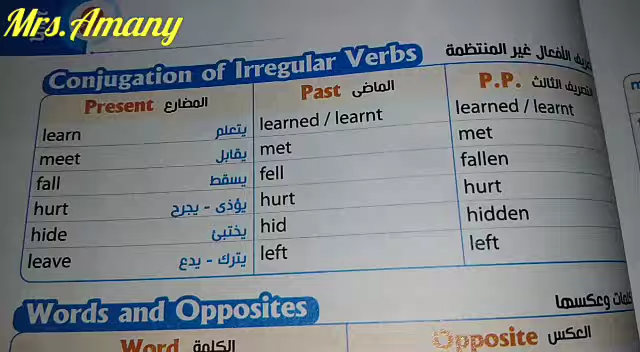 Mrs.Amany
Conjugation of Irregular Verbs تصريف الأفعال غير المنتظمة
Present المضارع Past الماضى P.P. التصريف الثالث
learn يتعلم learned / learnt learned / learnt
meet يقابل met met
fall يسقط fell fallen
hurt يؤذى - يجرح hurt hurt
hide يختبئ hid hidden
leave يترك - يدع left left
Words and Opposites كلمات وعكسها
Word الكلمة Opposite العكس